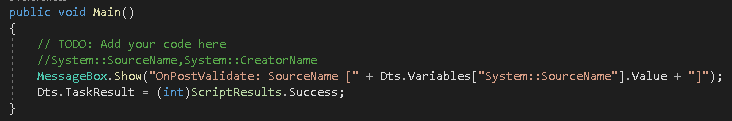 public void Main()
{
// TODO: Add your code here
//System::SourceName,System::CreatorName
MessageBox.Show("OnPostValidate: SourceName [" + Dts.Variables["System::SourceName"].Value + "]");
Dts.TaskResult = (int)ScriptResults.Success;
}